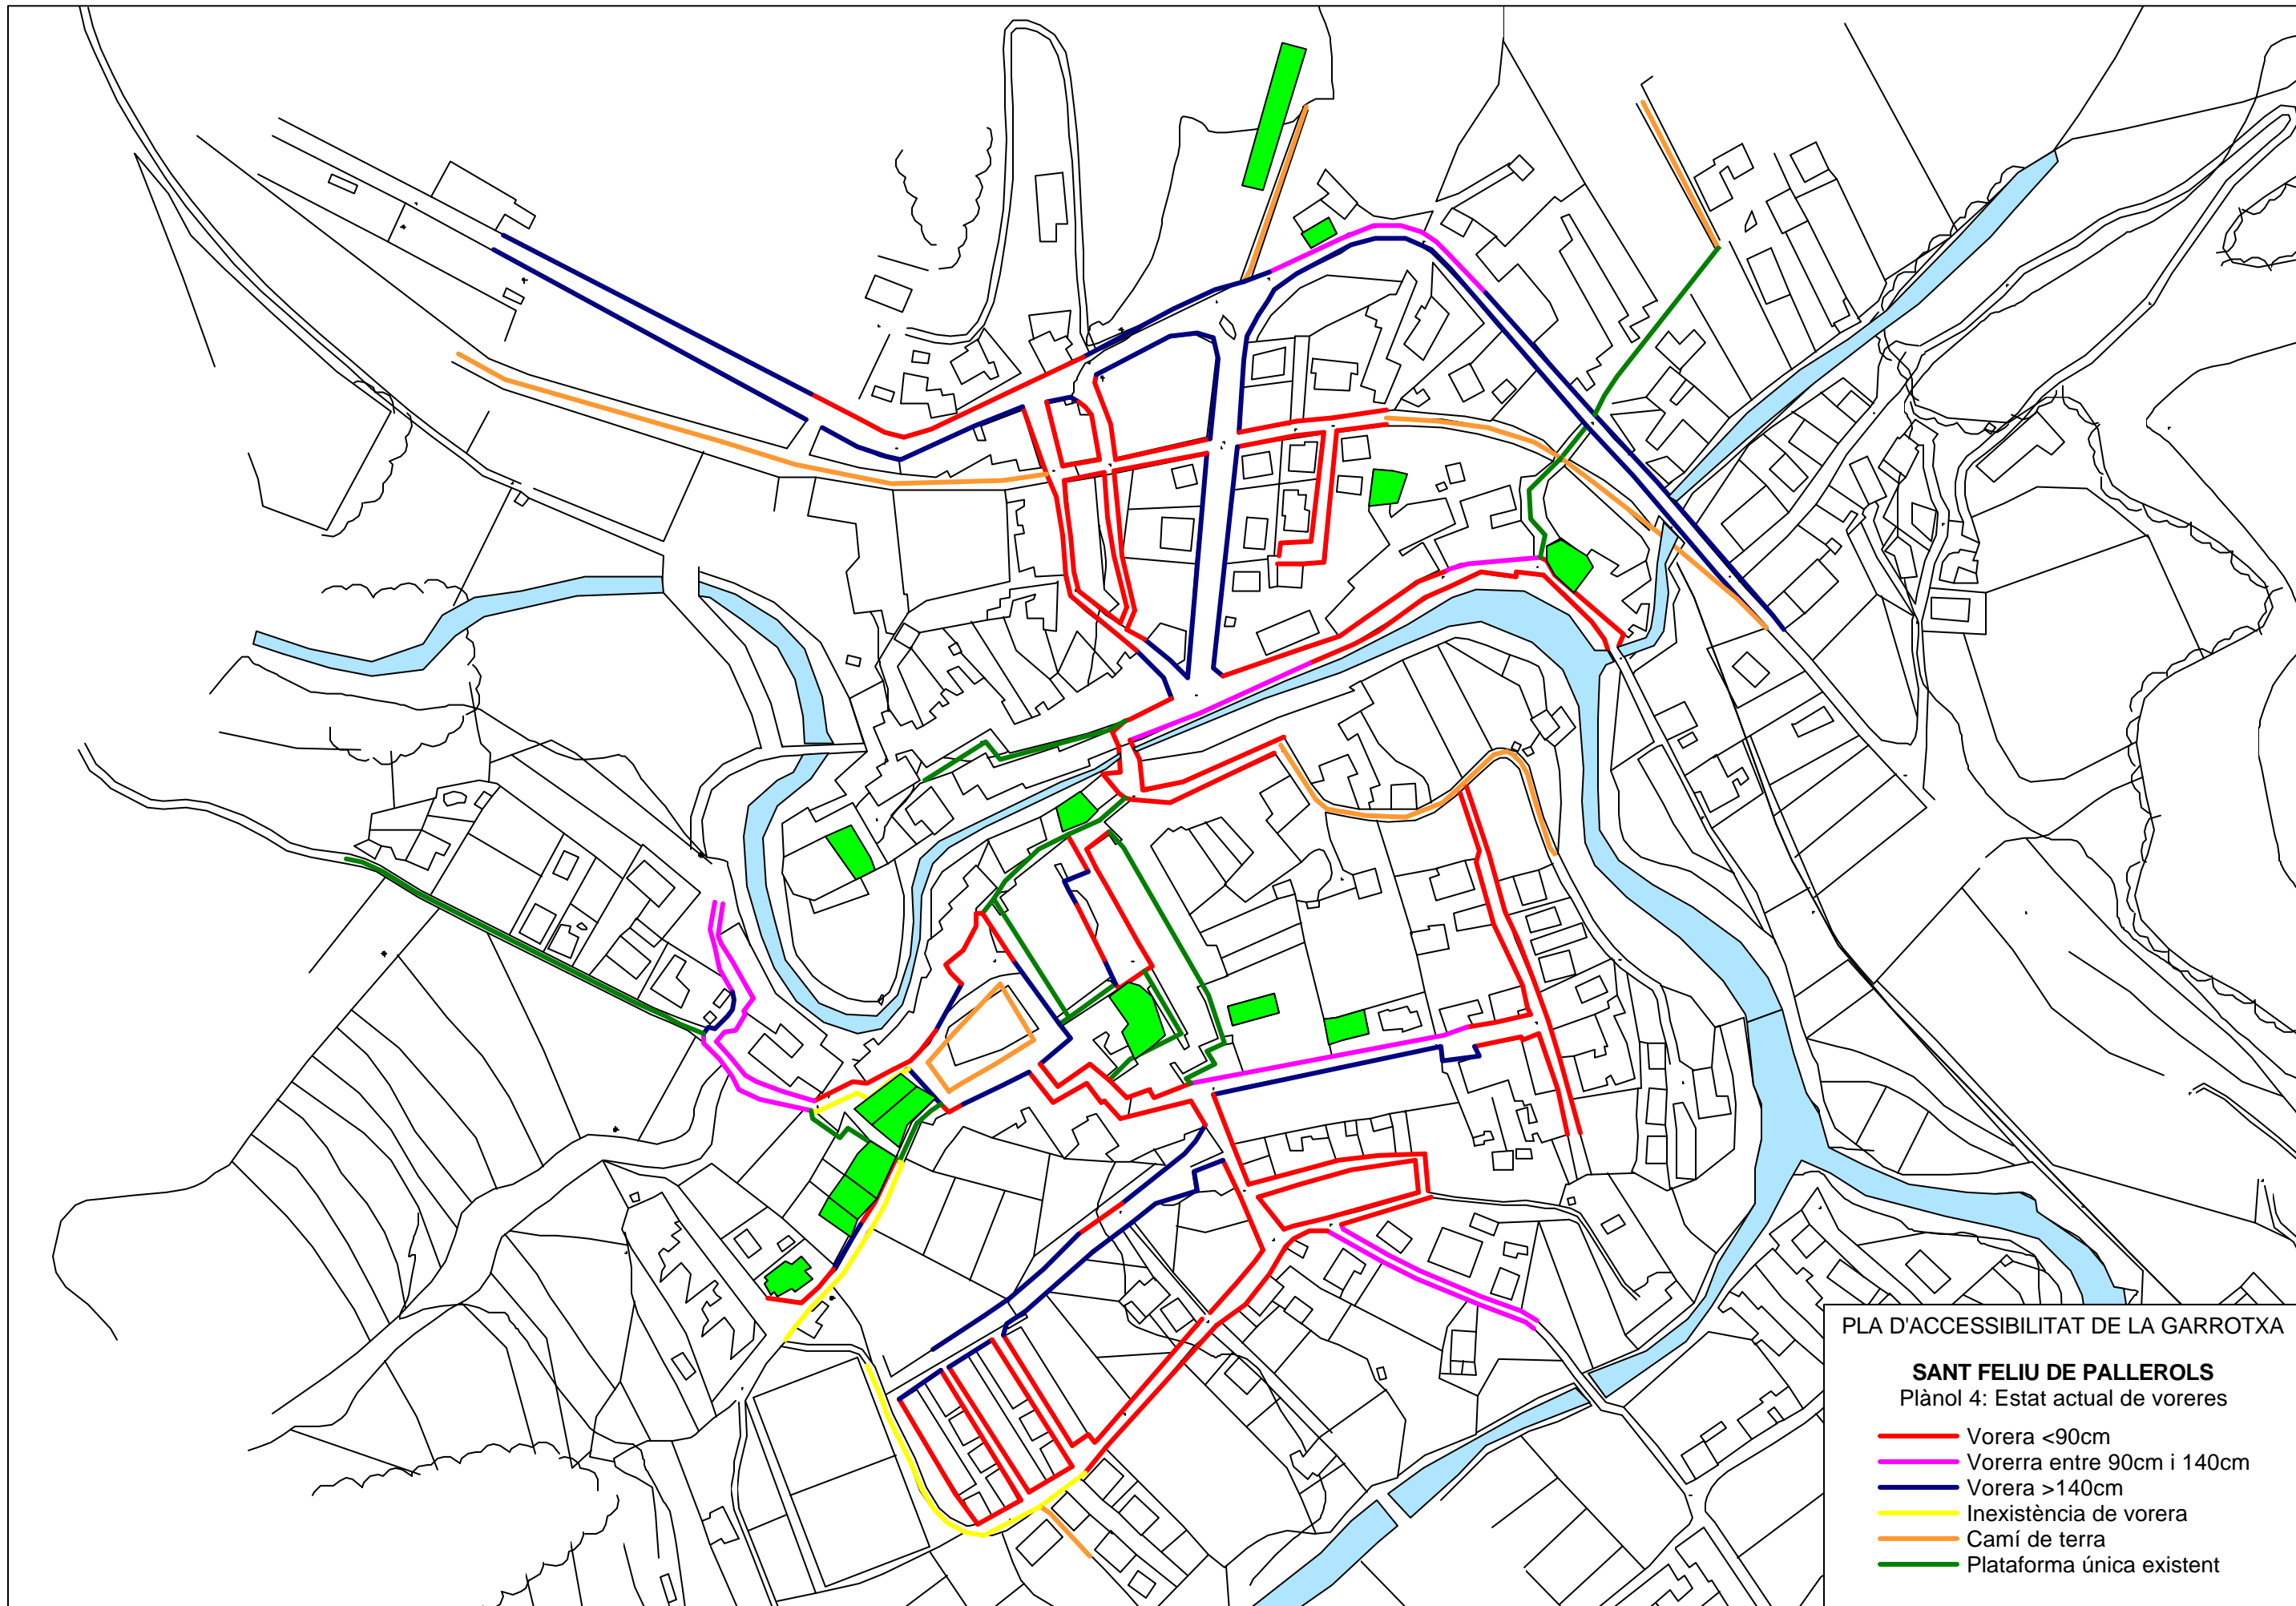 PLA D'ACCESSIBILITAT DE LA GARROTXA
SANT FELIU DE PALLEROLS
Plànol 4: Estat actual de voreres
Vorera <90cm
Vorerra entre 90cm i 140cm
Vorera >140cm
Inexistència de vorera
Camí de terra
Plataforma única existent